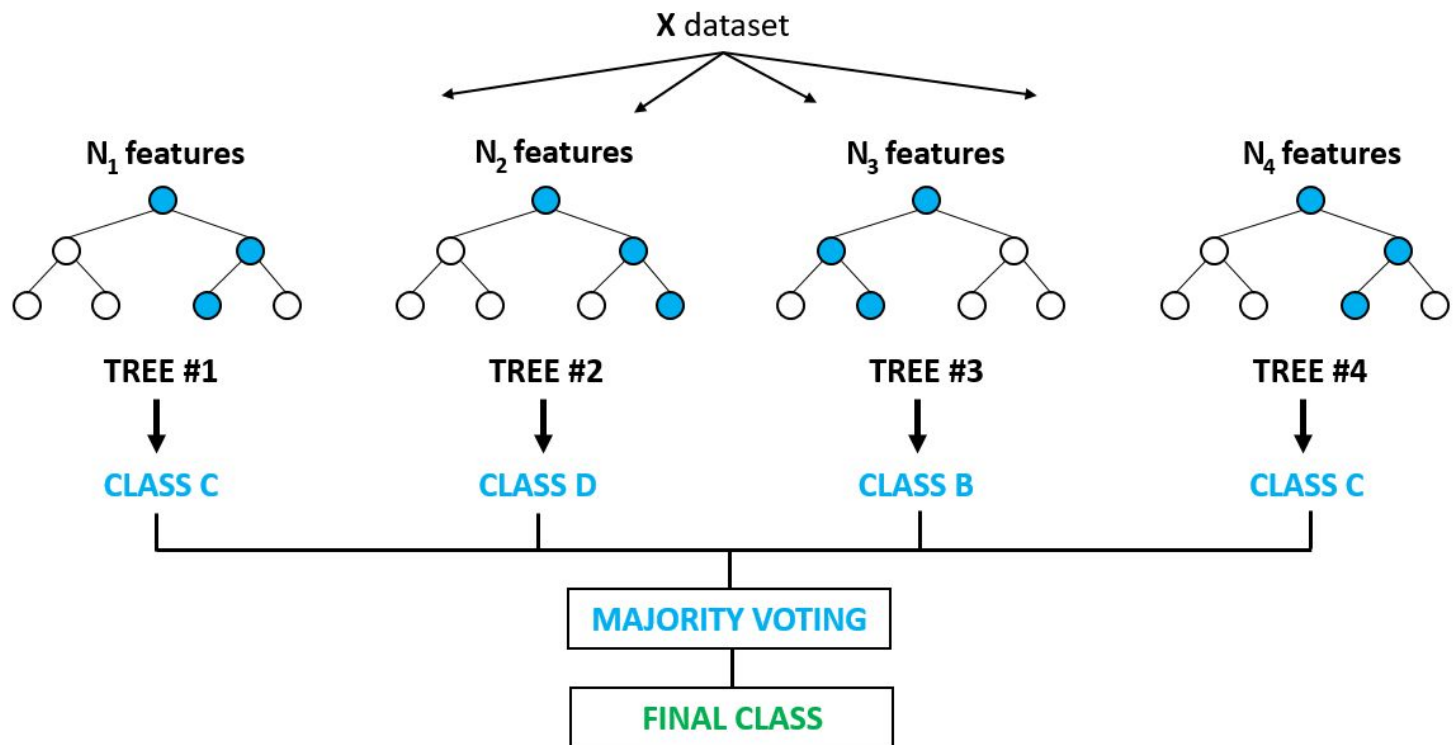 X dataset
N₁ features
N₂ features
N₃ features
N₄ features
TREE #1
TREE #2
TREE #3
TREE #4
CLASS C
CLASS D
CLASS B
CLASS C
MAJORITY VOTING
FINAL CLASS